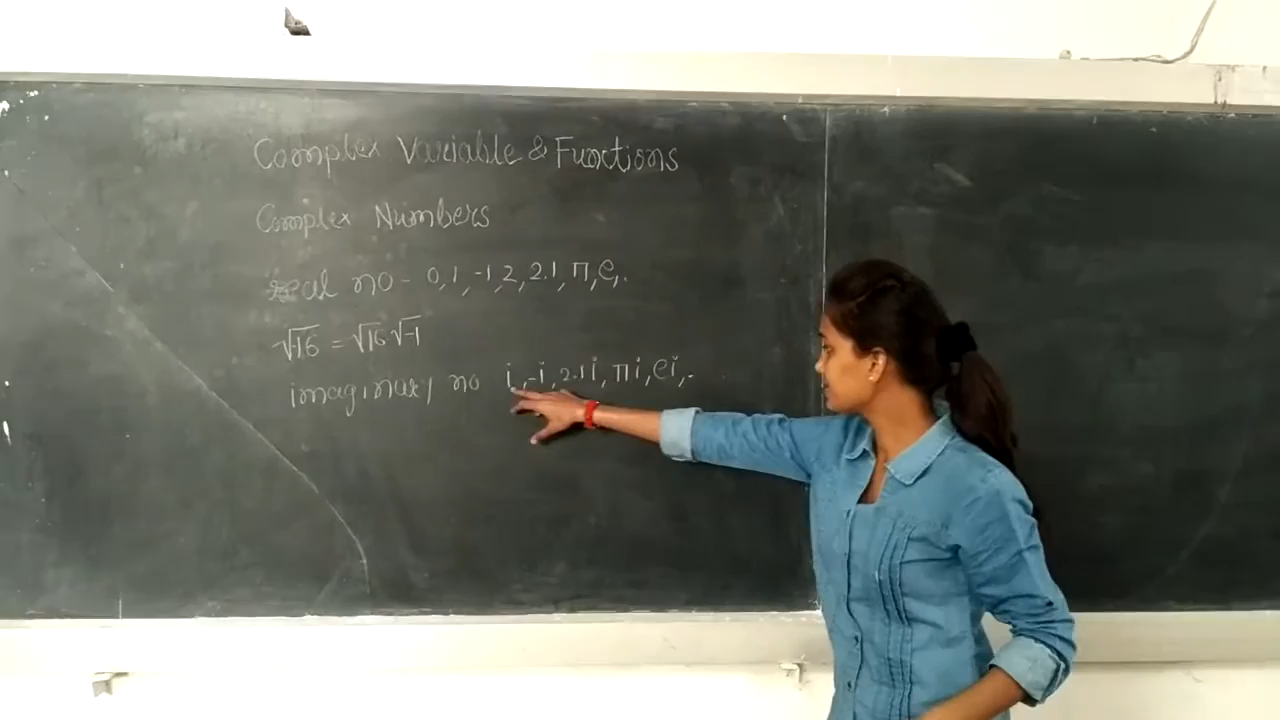 Complex Variable & Functions
Complex Numbers
real no - 0, 1, -1, 2, 2.1, π, e, .
√-16 = √16 √-1
imaginary no i, -i, 2.1i, πi, ei, .